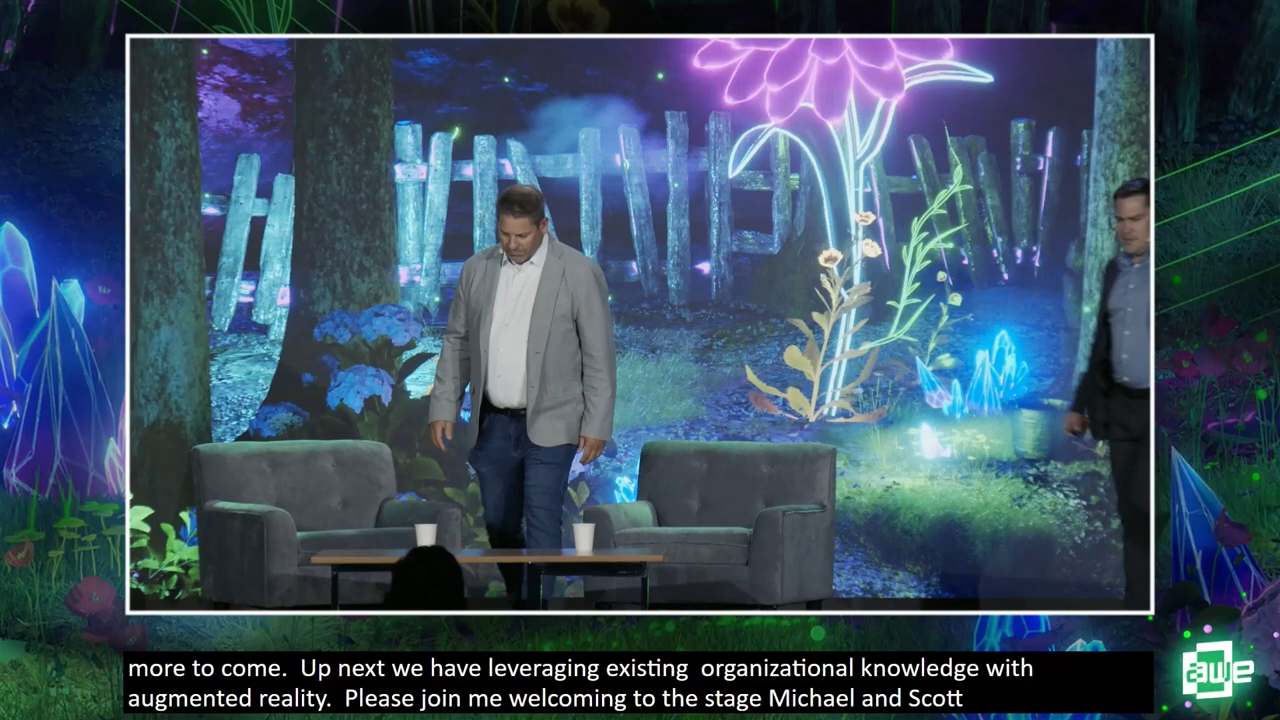 more to come.  Up next we have leveraging existing  organizational knowledge with
augmented reality.  Please join me welcoming to the stage Michael and Scott
awe